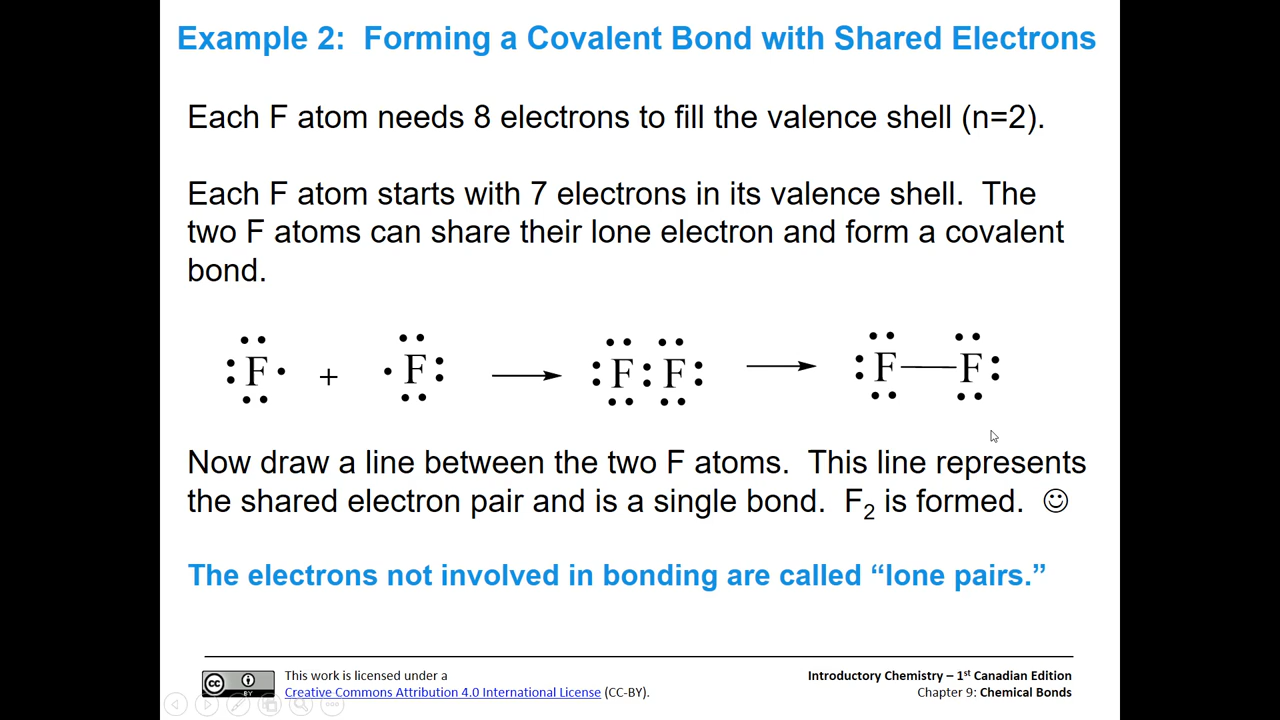 Example 2:  Forming a Covalent Bond with Shared Electrons
Each F atom needs 8 electrons to fill the valence shell (n=2).
Each F atom starts with 7 electrons in its valence shell.  The
two F atoms can share their lone electron and form a covalent
bond.
F + F F F F F
Now draw a line between the two F atoms.  This line represents
the shared electron pair and is a single bond.  F₂ is formed.  ☺
The electrons not involved in bonding are called “lone pairs.”
cc BY
This work is licensed under a
Creative Commons Attribution 4.0 International License (CC-BY).
Introductory Chemistry – 1st Canadian Edition
Chapter 9: Chemical Bonds